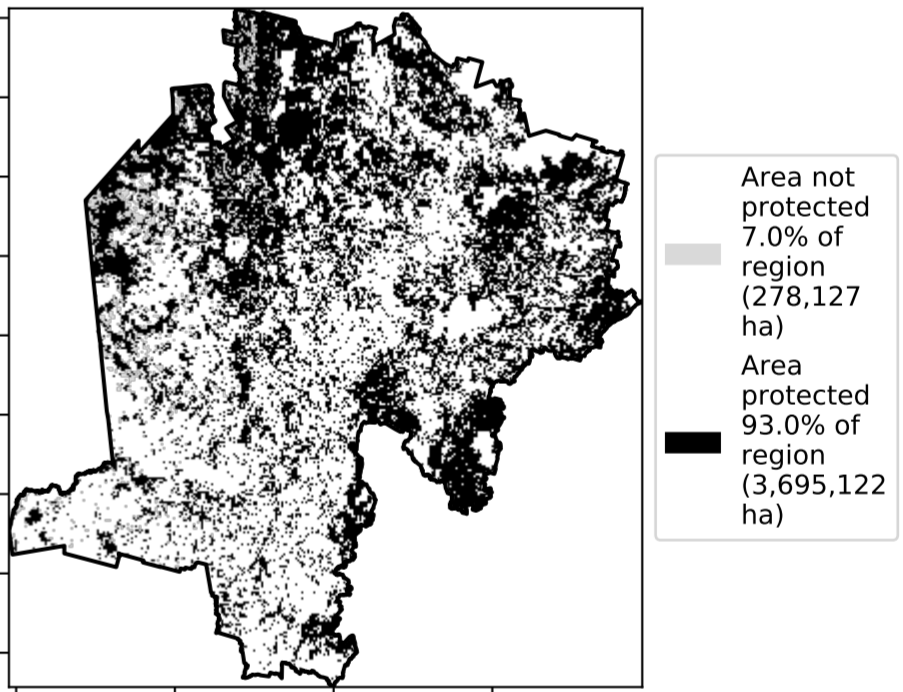 Area not
protected
7.0% of
region
(278,127
ha)
Area
protected
93.0% of
region
(3,695,122
ha)